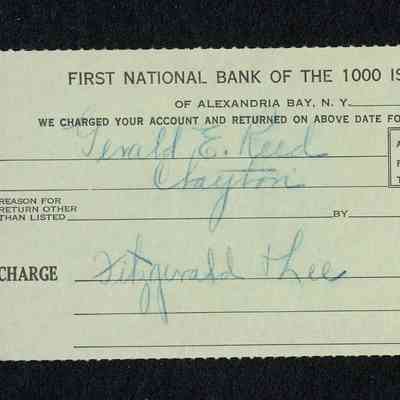 FIRST NATIONAL BANK OF THE 1000 IS
OF ALEXANDRIA BAY, N. Y.
WE CHARGED YOUR ACCOUNT AND RETURNED ON ABOVE DATE FO
Gerald E. Reed
Clayton
REASON FOR
RETURN OTHER
THAN LISTED
BY
CHARGE
Fitzgerald & Lee